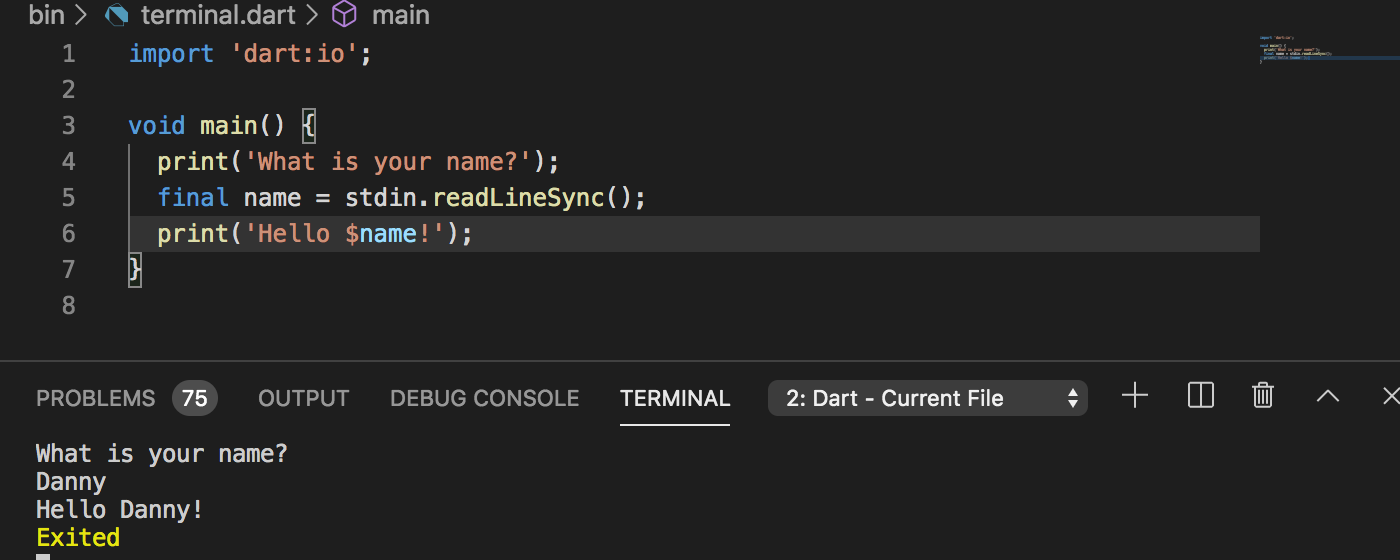 bin > terminal.dart > main
1 import 'dart:io';
2
3 void main() {
4 print('What is your name?');
5 final name = stdin.readLineSync();
6 print('Hello $name!');
7 }
8
PROBLEMS 75 OUTPUT DEBUG CONSOLE TERMINAL 2: Dart - Current File
What is your name?
Danny
Hello Danny!
Exited